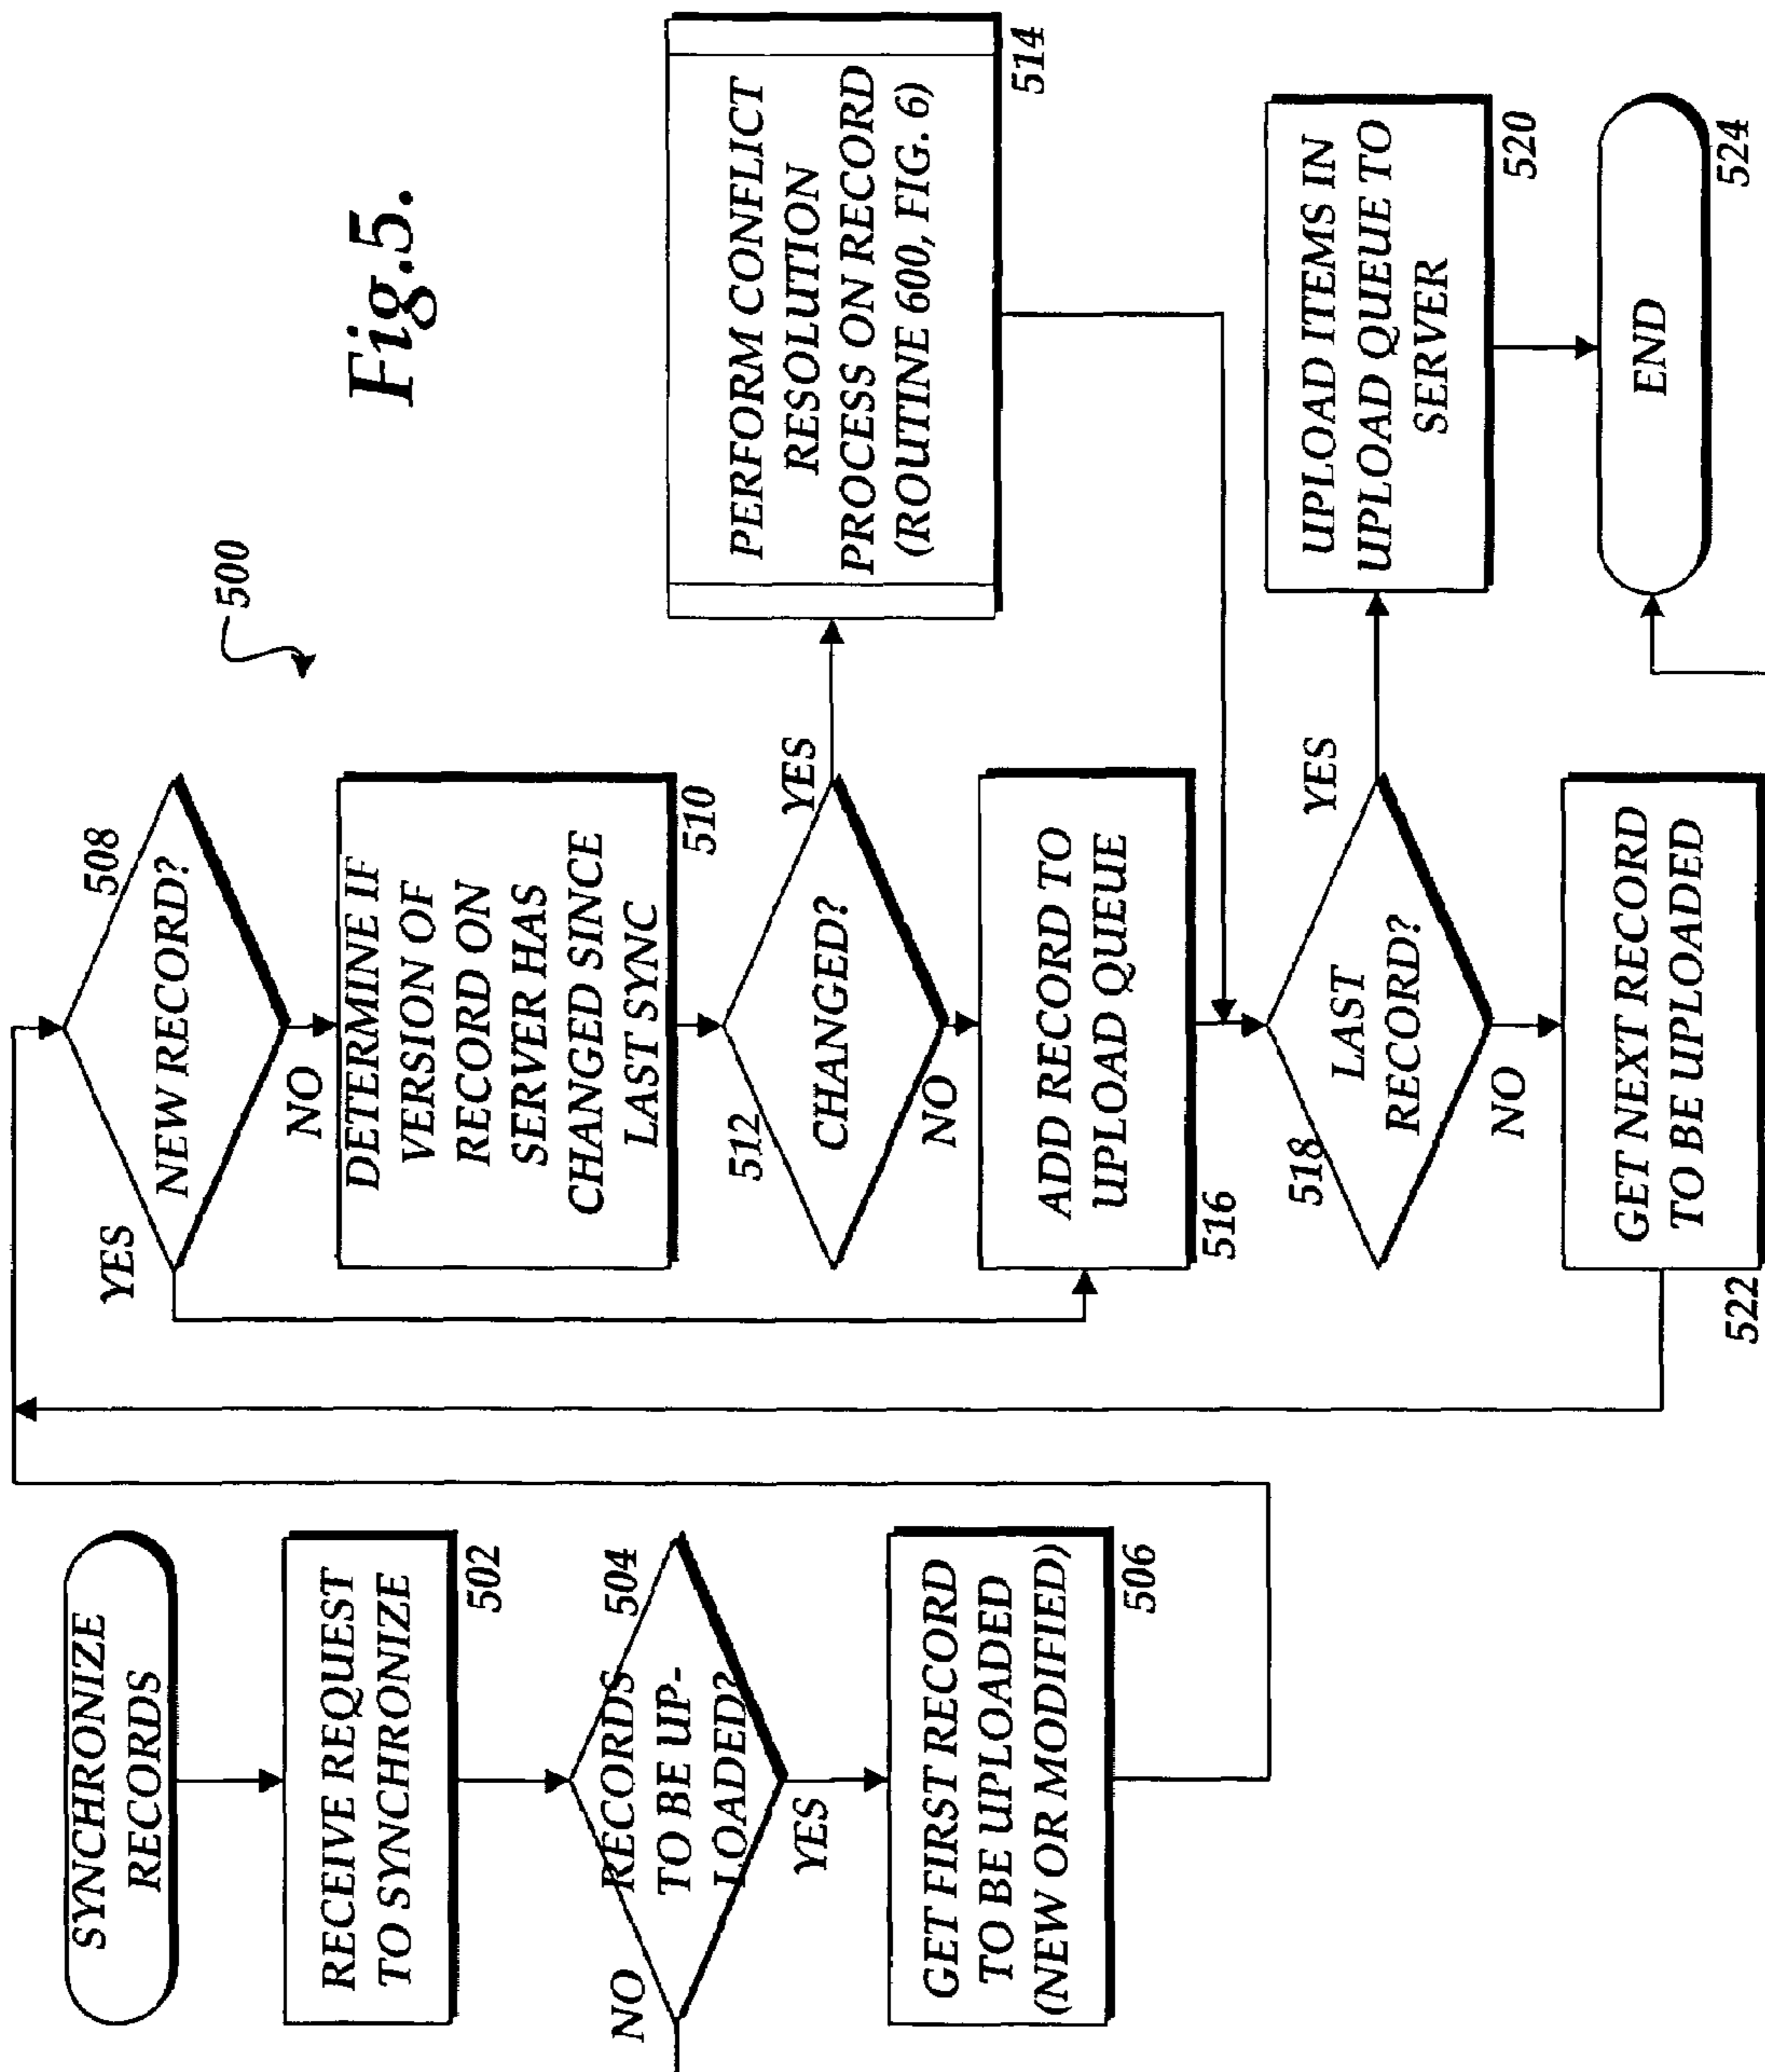 Fig.5.
500
SYNCHRONIZE
RECORDS
RECEIVE REQUEST
TO SYNCHRONIZE
502
RECORDS
TO BE UP-
LOADED?
504
NO
YES
GET FIRST RECORD
TO BE UPLOADED
(NEW OR MODIFIED)
506
NEW RECORD?
508
YES
NO
DETERMINE IF
VERSION OF
RECORD ON
SERVER HAS
CHANGED SINCE
LAST SYNC
510
CHANGED?
512
YES
NO
PERFORM CONFLICT
RESOLUTION
PROCESS ON RECORD
(ROUTINE 600, FIG. 6)
514
ADD RECORD TO
UPLOAD QUEUE
516
LAST
RECORD?
518
YES
NO
UPLOAD ITEMS IN
UPLOAD QUEUE TO
SERVER
520
GET NEXT RECORD
TO BE UPLOADED
522
END
524